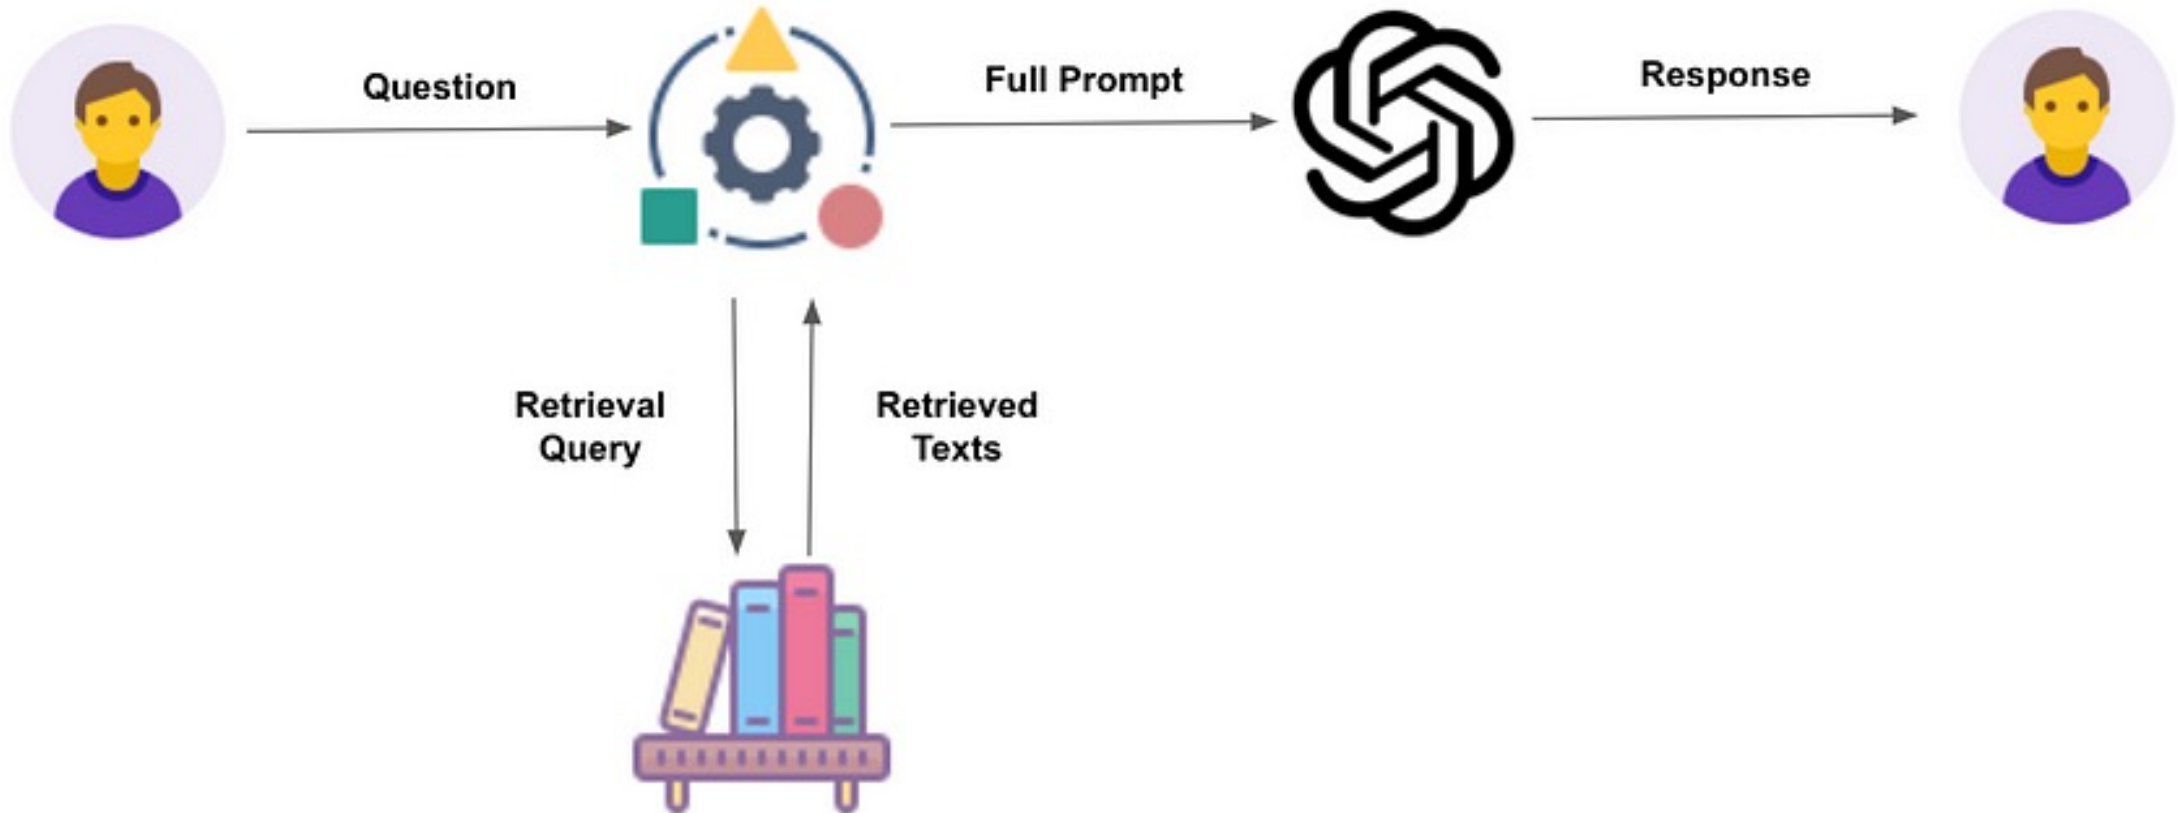 Question
Full Prompt
Response
Retrieval
Query
Retrieved
Texts